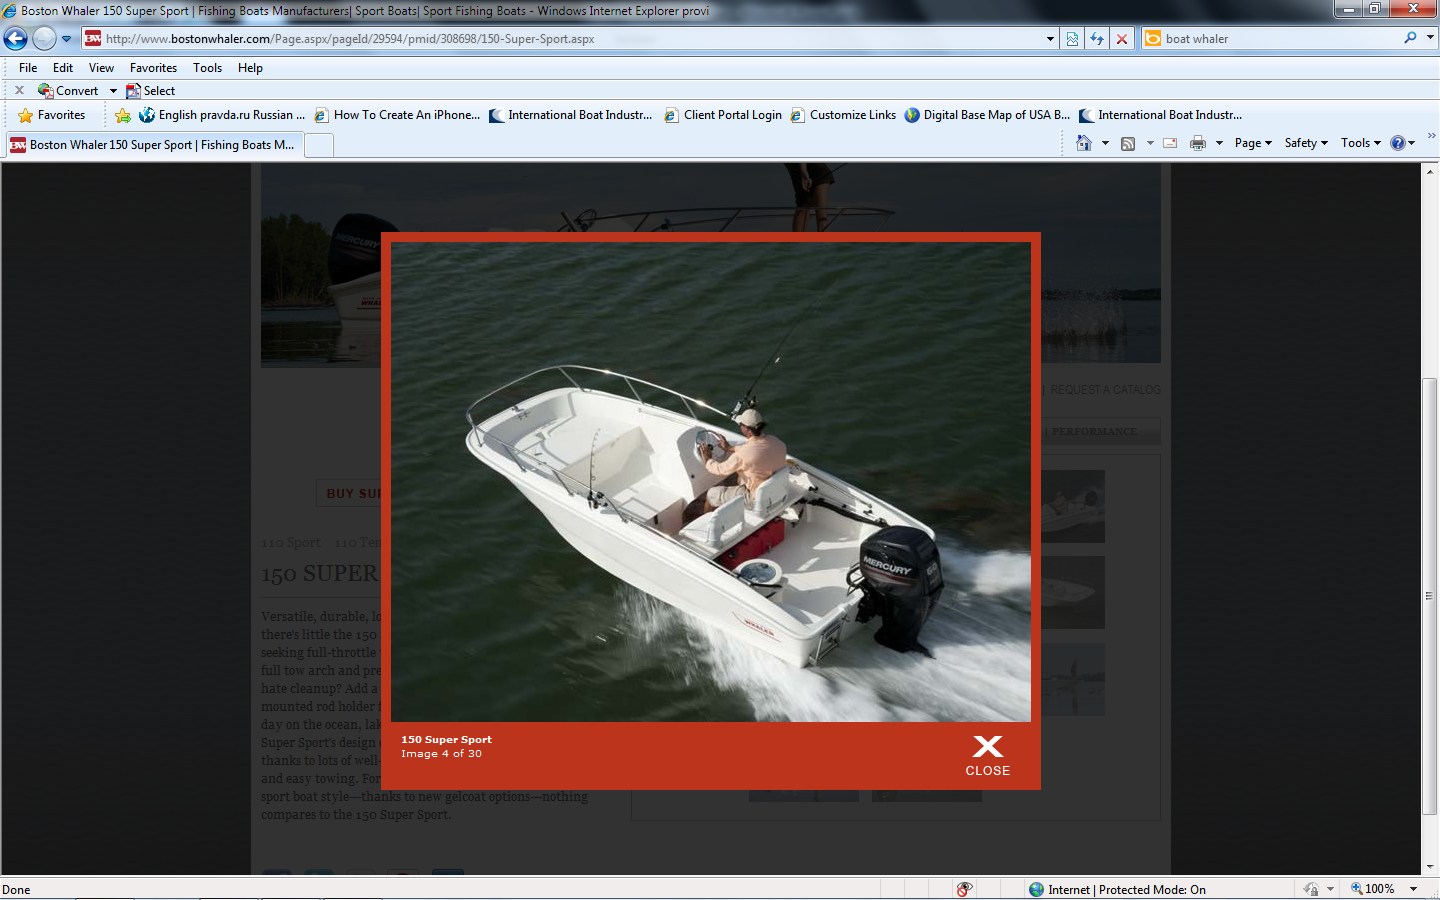 Boston Whaler 150 Super Sport | Fishing Boats Manufacturers| Sport Boats| Sport Fishing Boats - Windows Internet Explorer provi
http://www.bostonwhaler.com/Page.aspx/pageId/29594/pmid/308698/150-Super-Sport.aspx
boat whaler
File Edit View Favorites Tools Help
Convert Select
Favorites English pravda.ru Russian ... How To Create An iPhone... International Boat Industr... Client Portal Login Customize Links Digital Base Map of USA B... International Boat Industr...
BW Boston Whaler 150 Super Sport | Fishing Boats M... Page Safety Tools
MERCURY
| REQUEST A CATALOG
| PERFORMANCE
BUY SUP
110 Sport 110 Ten
150 SUPER
Versatile, durable, lo
there's little the 150
seeking full-throttle
full tow arch and pre
hate cleanup? Add a
mounted rod holder f
day on the ocean, lak
Super Sport's design
thanks to lots of well-
and easy towing. For
sport boat style—thanks to new gelcoat options—nothing
compares to the 150 Super Sport.
MERCURY
WHALER
150 Super Sport
Image 4 of 30
CLOSE
Done
Internet | Protected Mode: On
100%